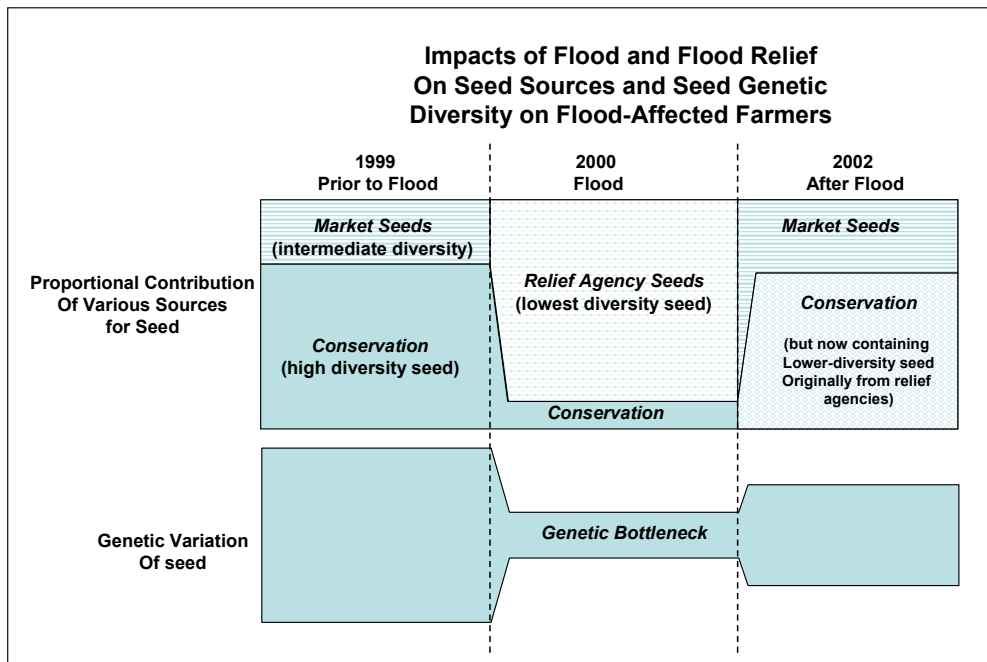 Impacts of Flood and Flood Relief
On Seed Sources and Seed Genetic
Diversity on Flood-Affected Farmers
1999
Prior to Flood
2000
Flood
2002
After Flood
Proportional Contribution
Of Various Sources
for Seed
Market Seeds
(intermediate diversity)
Conservation
(high diversity seed)
Relief Agency Seeds
(lowest diversity seed)
Conservation
Market Seeds
Conservation
(but now containing
Lower-diversity seed
Originally from relief
agencies)
Genetic Variation
Of seed
Genetic Bottleneck